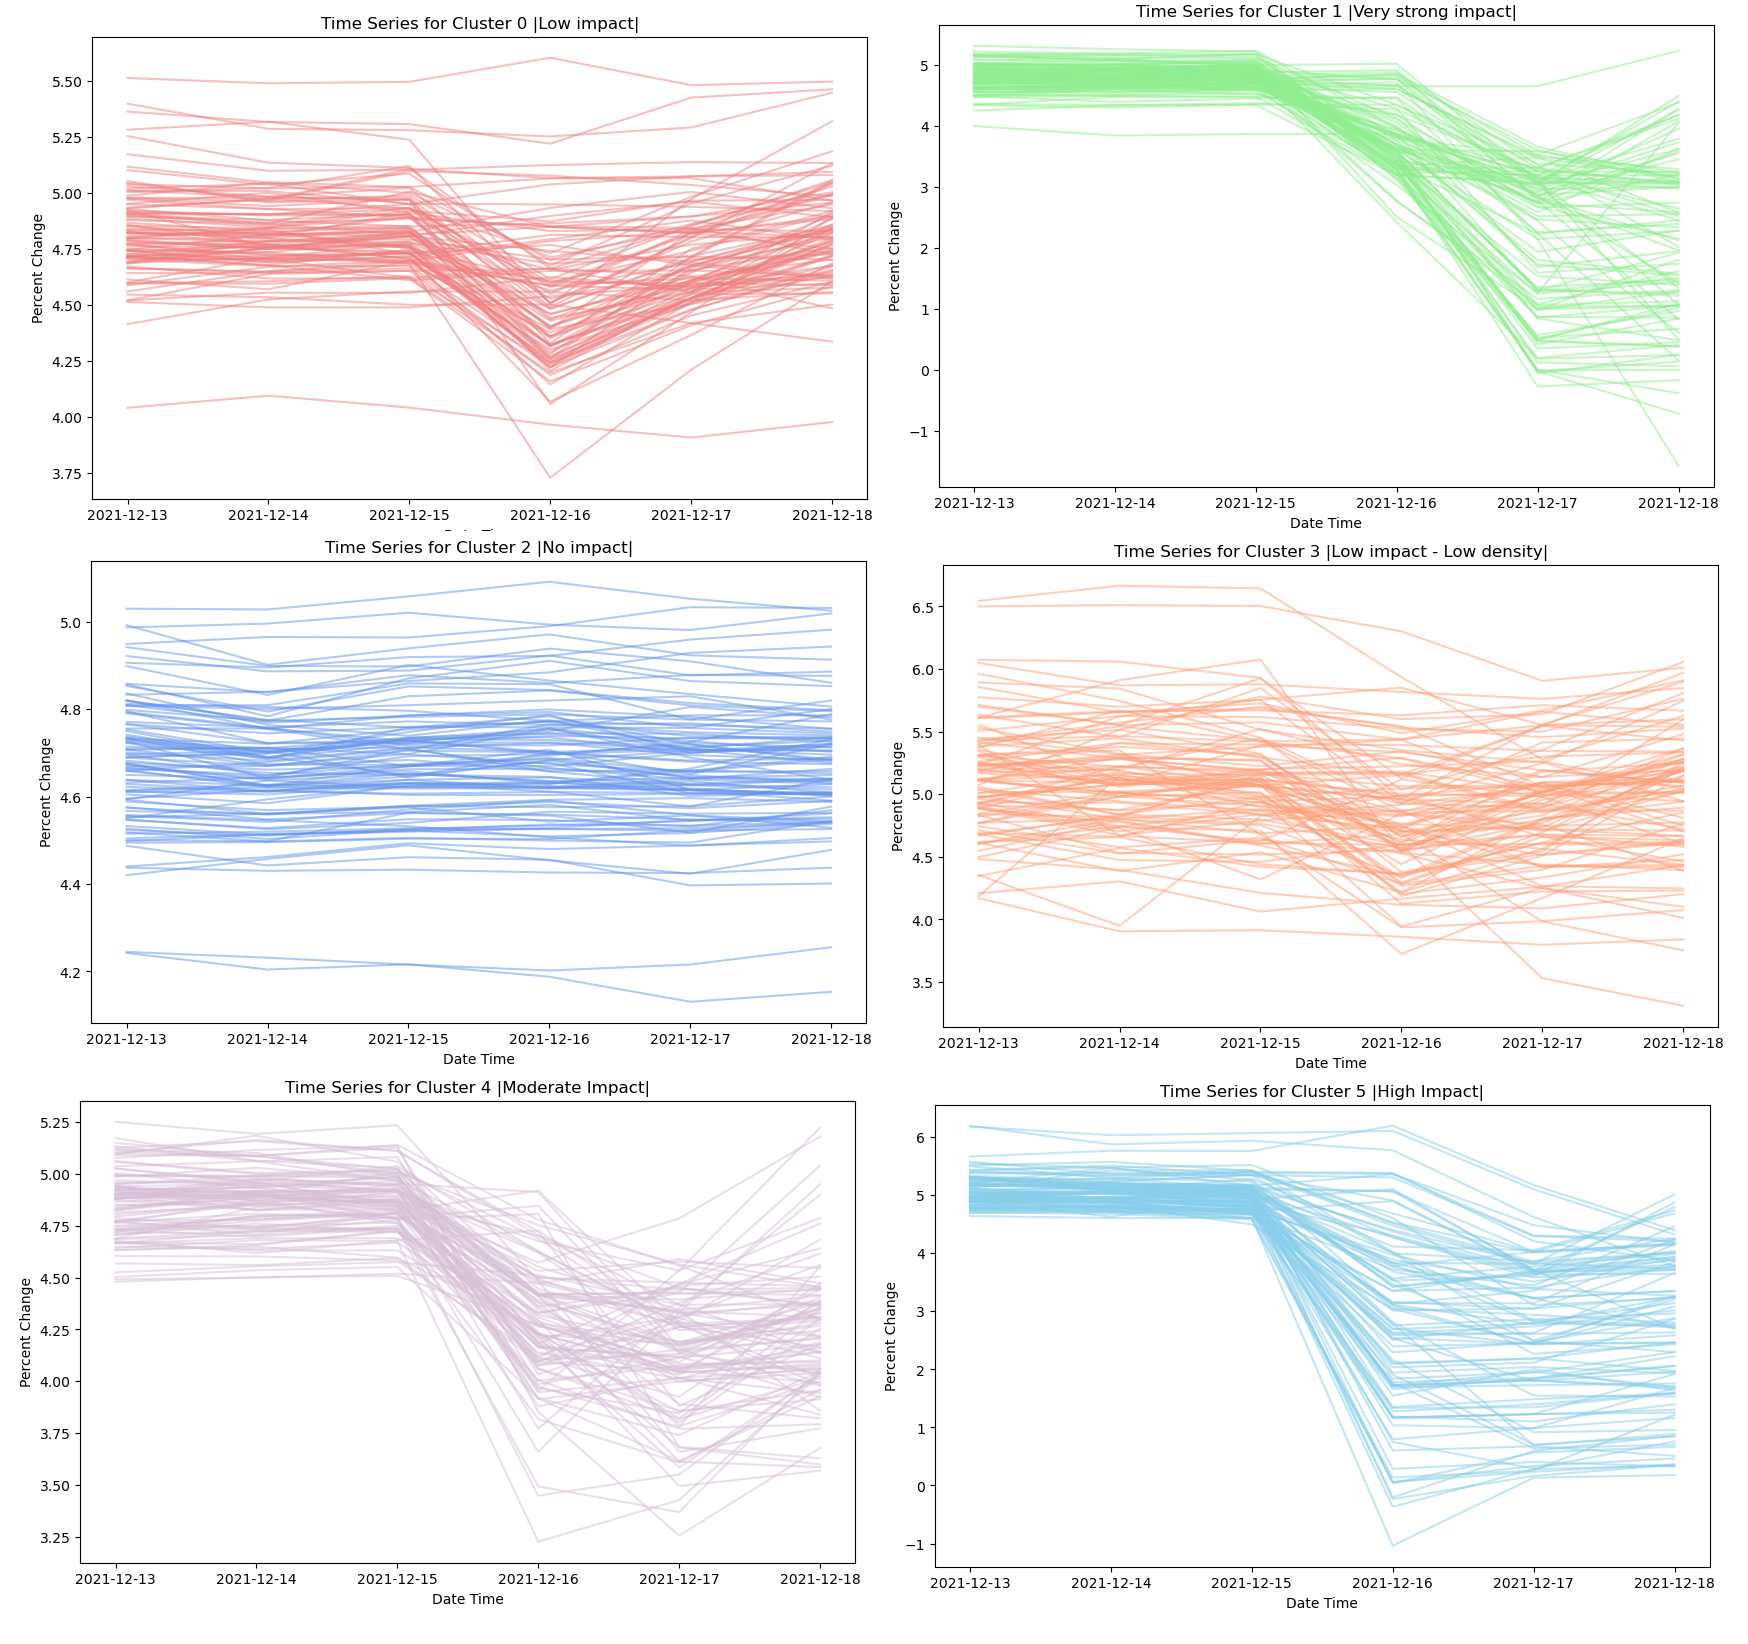 Time Series for Cluster 0 |Low impact|
Percent Change
5.50
5.25
5.00
4.75
4.50
4.25
4.00
3.75
2021-12-13 2021-12-14 2021-12-15 2021-12-16 2021-12-17 2021-12-18
Time Series for Cluster 1 |Very strong impact|
Percent Change
5
4
3
2
1
0
−1
2021-12-13 2021-12-14 2021-12-15 2021-12-16 2021-12-17 2021-12-18
Date Time
Time Series for Cluster 2 |No impact|
Percent Change
5.0
4.8
4.6
4.4
4.2
2021-12-13 2021-12-14 2021-12-15 2021-12-16 2021-12-17 2021-12-18
Date Time
Time Series for Cluster 3 |Low impact - Low density|
Percent Change
6.5
6.0
5.5
5.0
4.5
4.0
3.5
2021-12-13 2021-12-14 2021-12-15 2021-12-16 2021-12-17 2021-12-18
Date Time
Time Series for Cluster 4 |Moderate Impact|
Percent Change
5.25
5.00
4.75
4.50
4.25
4.00
3.75
3.50
3.25
2021-12-13 2021-12-14 2021-12-15 2021-12-16 2021-12-17 2021-12-18
Date Time
Time Series for Cluster 5 |High Impact|
Percent Change
6
5
4
3
2
1
0
−1
2021-12-13 2021-12-14 2021-12-15 2021-12-16 2021-12-17 2021-12-18
Date Time